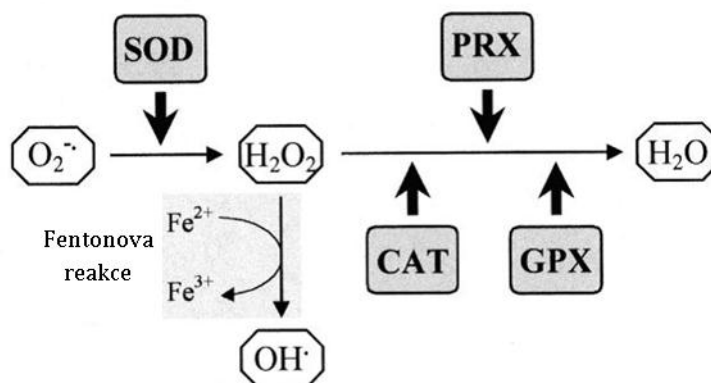 SOD
PRX
O₂⁻·
H₂O₂
H₂O
Fentonova
reakce
Fe²⁺
Fe³⁺
CAT
GPX
OH·